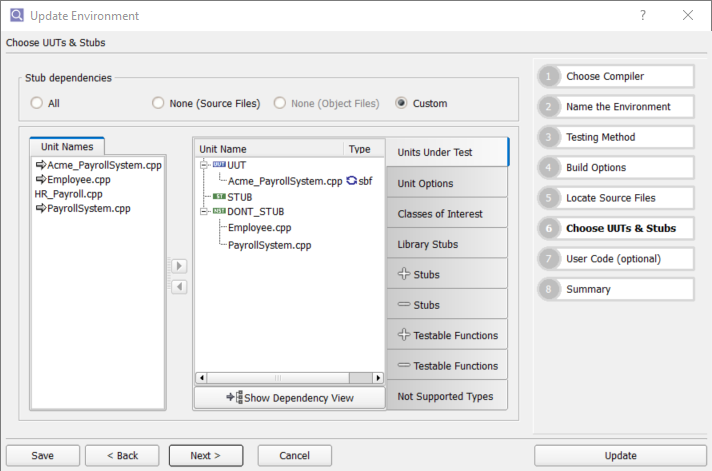 Update Environment
?
Choose UUTs & Stubs
Stub dependencies
All
None (Source Files)
None (Object Files)
Custom
Unit Names
Acme_PayrollSystem.cpp
Employee.cpp
HR_Payroll.cpp
PayrollSystem.cpp
Unit Name Type
UUT UUT
Acme_PayrollSystem.cpp sbf
ST STUB
NST DONT_STUB
Employee.cpp
PayrollSystem.cpp
Show Dependency View
Units Under Test
Unit Options
Classes of Interest
Library Stubs
Stubs
Stubs
Testable Functions
Testable Functions
Not Supported Types
1 Choose Compiler
2 Name the Environment
3 Testing Method
4 Build Options
5 Locate Source Files
6 Choose UUTs & Stubs
7 User Code (optional)
8 Summary
Save
< Back
Next >
Cancel
Update